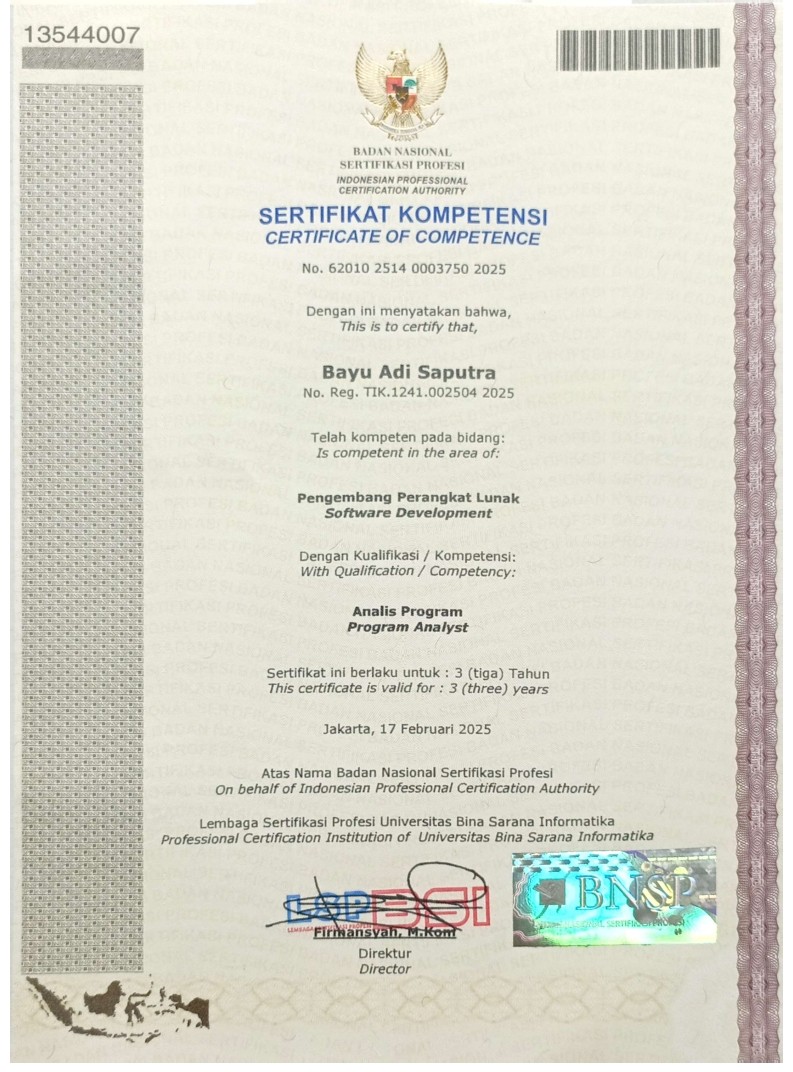 13544007
BADAN NASIONAL
SERTIFIKASI PROFESI
INDONESIAN PROFESSIONAL
CERTIFICATION AUTHORITY
SERTIFIKAT KOMPETENSI
CERTIFICATE OF COMPETENCE
No. 62010 2514 0003750 2025
Dengan ini menyatakan bahwa,
This is to certify that,
Bayu Adi Saputra
No. Reg. TIK.1241.002504 2025
Telah kompeten pada bidang:
Is competent in the area of:
Pengembang Perangkat Lunak
Software Development
Dengan Kualifikasi / Kompetensi:
With Qualification / Competency:
Analis Program
Program Analyst
Sertifikat ini berlaku untuk : 3 (tiga) Tahun
This certificate is valid for : 3 (three) years
Jakarta, 17 Februari 2025
Atas Nama Badan Nasional Sertifikasi Profesi
On behalf of Indonesian Professional Certification Authority
Lembaga Sertifikasi Profesi Universitas Bina Sarana Informatika
Professional Certification Institution of Universitas Bina Sarana Informatika
LSPBSI
Firmansyah, M.Kom
Direktur
Director
BNSP
NASIONAL SERTIFIKASI PROFESI